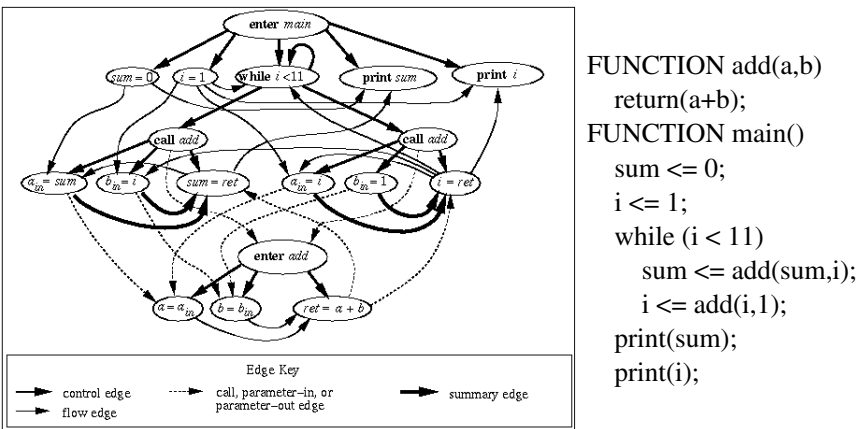 enter main
sum = 0
i = 1
while i <11
print sum
print i
call add
call add
a_in = sum
b_in = i
sum = ret
a_in = i
b_in = 1
i = ret
enter add
a = a_in
b = b_in
ret = a + b
Edge Key
control edge
flow edge
call, parameter–in, or
parameter–out edge
summary edge
FUNCTION add(a,b)
return(a+b);
FUNCTION main()
sum <= 0;
i <= 1;
while (i < 11)
sum <= add(sum,i);
i <= add(i,1);
print(sum);
print(i);